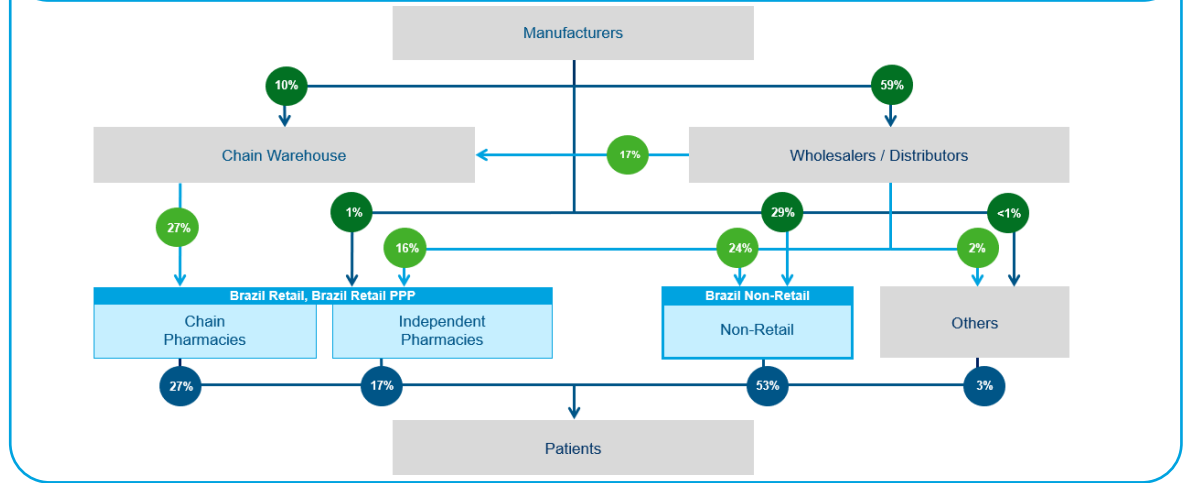 Manufacturers
10%
59%
Chain Warehouse
17%
Wholesalers / Distributors
27%
1%
29%
<1%
16%
24%
2%
Brazil Retail, Brazil Retail PPP
Brazil Non-Retail
Chain
Pharmacies
Independent
Pharmacies
Non-Retail
Others
27%
17%
53%
3%
Patients